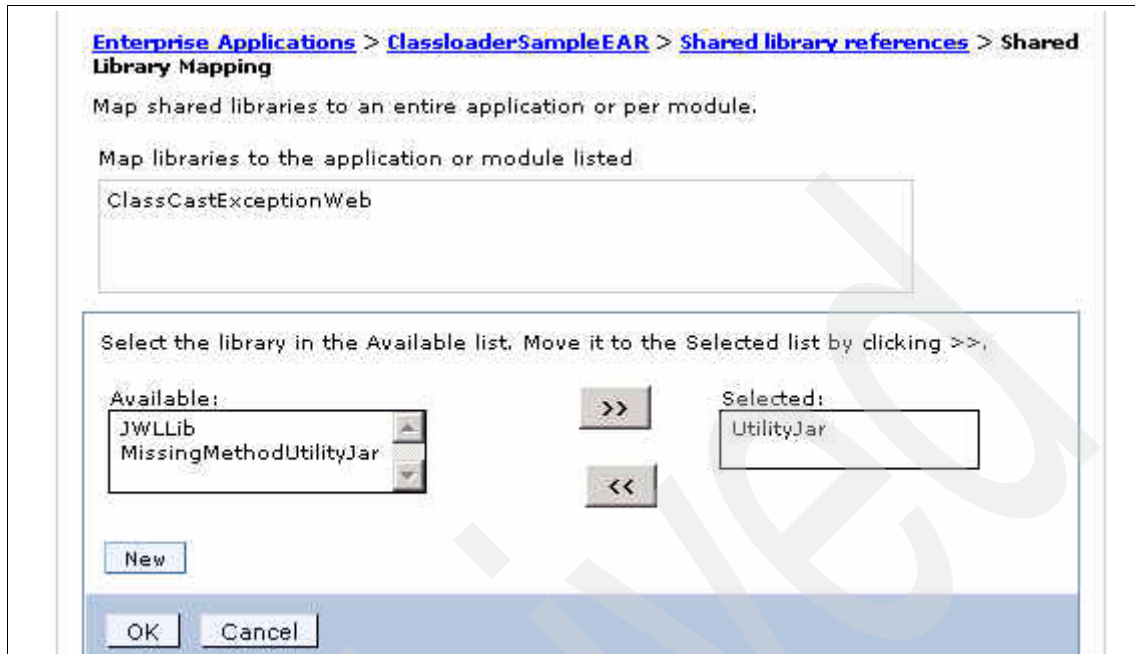 Enterprise Applications > ClassloaderSampleEAR > Shared library references > Shared
Library Mapping
Map shared libraries to an entire application or per module.
Map libraries to the application or module listed
ClassCastExceptionWeb
Select the library in the Available list. Move it to the Selected list by clicking >>.
Available:
JWLLib
MissingMethodUtilityJar
>>
<<
Selected:
UtilityJar
New
OK
Cancel